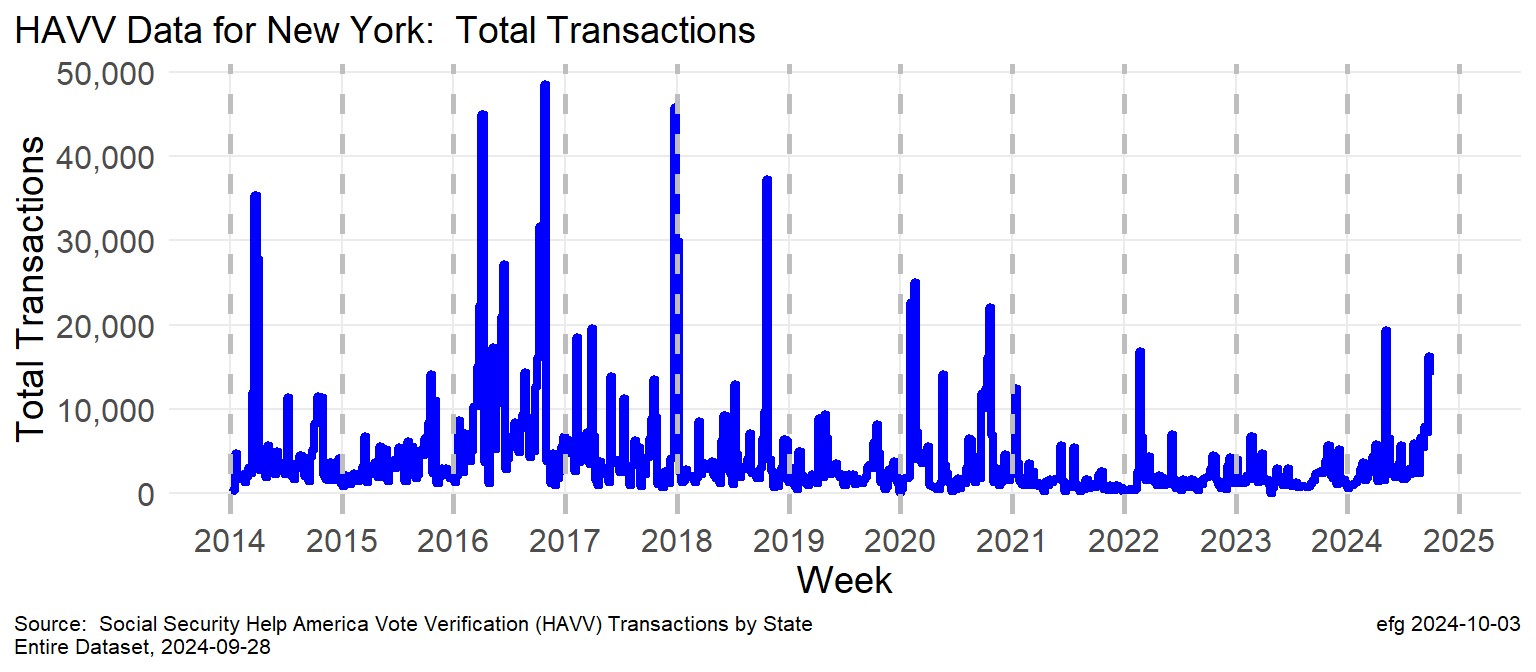 HAVV Data for New York:  Total Transactions
50,000
40,000
30,000
20,000
10,000
0
Total Transactions
2014 2015 2016 2017 2018 2019 2020 2021 2022 2023 2024 2025
Week
Source:  Social Security Help America Vote Verification (HAVV) Transactions by State
Entire Dataset, 2024-09-28
efg 2024-10-03